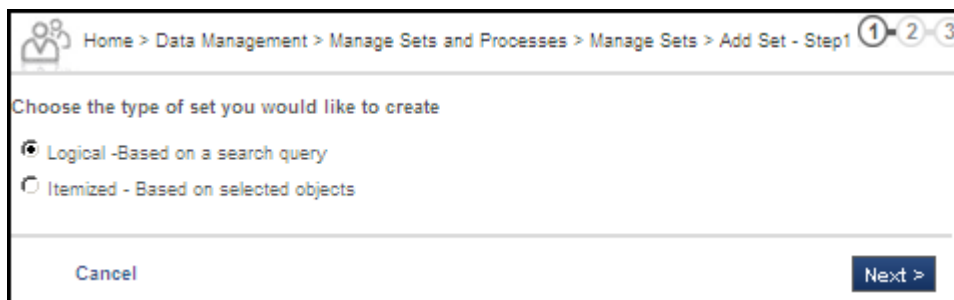 Home > Data Management > Manage Sets and Processes > Manage Sets > Add Set - Step1 1 2 3
Choose the type of set you would like to create
Logical -Based on a search query
Itemized - Based on selected objects
Cancel Next >